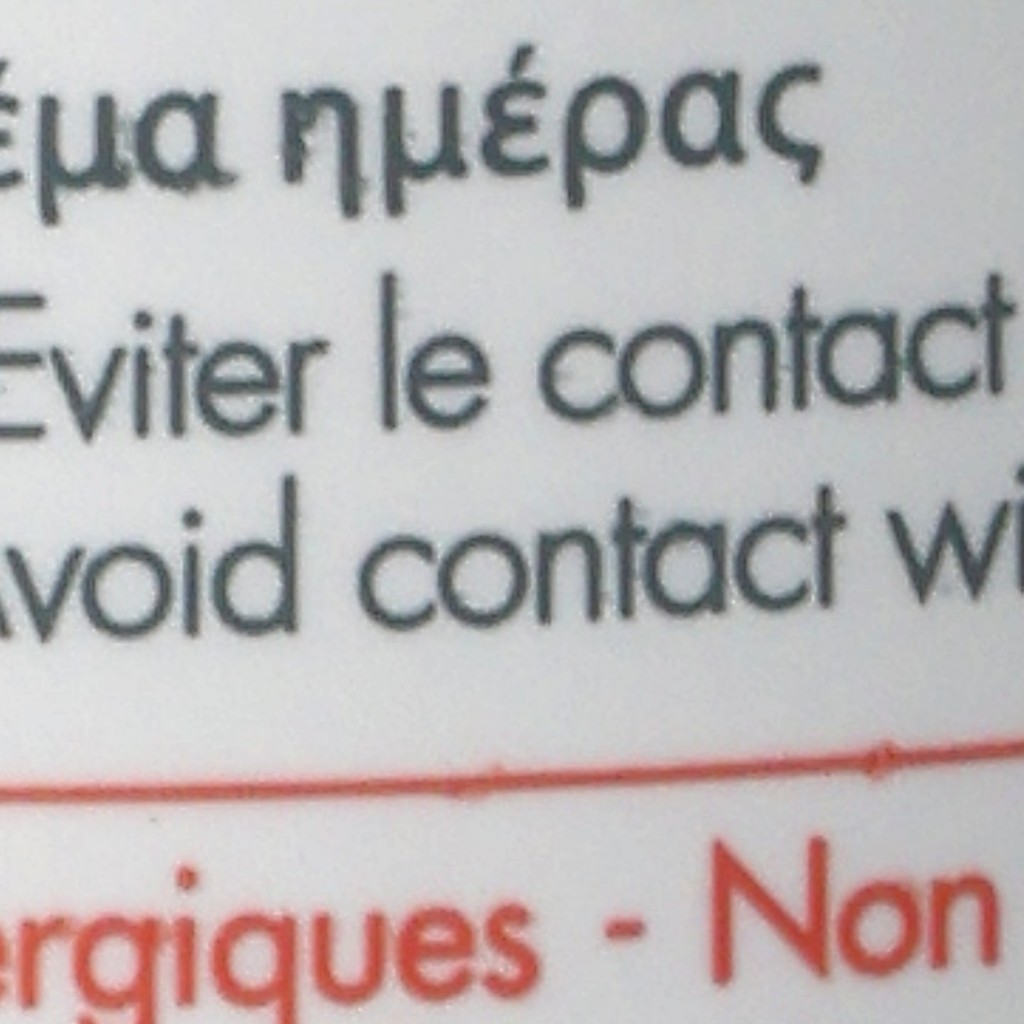 έμα ημέρας
Eviter le contact
Avoid contact wi
ergiques - Non